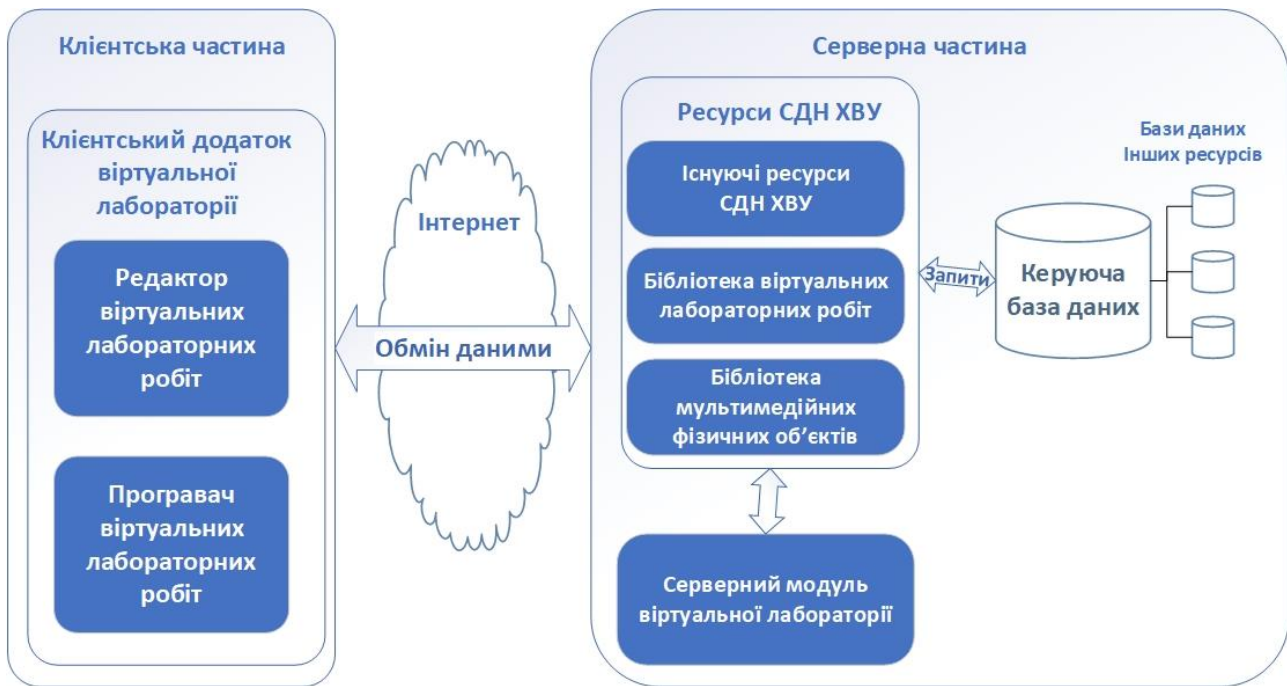 Клієнтська частина
Клієнтський додаток
віртуальної
лабораторії
Редактор
віртуальних
лабораторних
робіт
Програвач
віртуальних
лабораторних
робіт
Інтернет
Обмін даними
Серверна частина
Ресурси СДН ХВУ
Існуючі ресурси
СДН ХВУ
Бібліотека віртуальних
лабораторних робіт
Бібліотека
мультимедійних
фізичних об’єктів
Серверний модуль
віртуальної лабораторії
Запити
Керуюча
база даних
Бази даних
Інших ресурсів